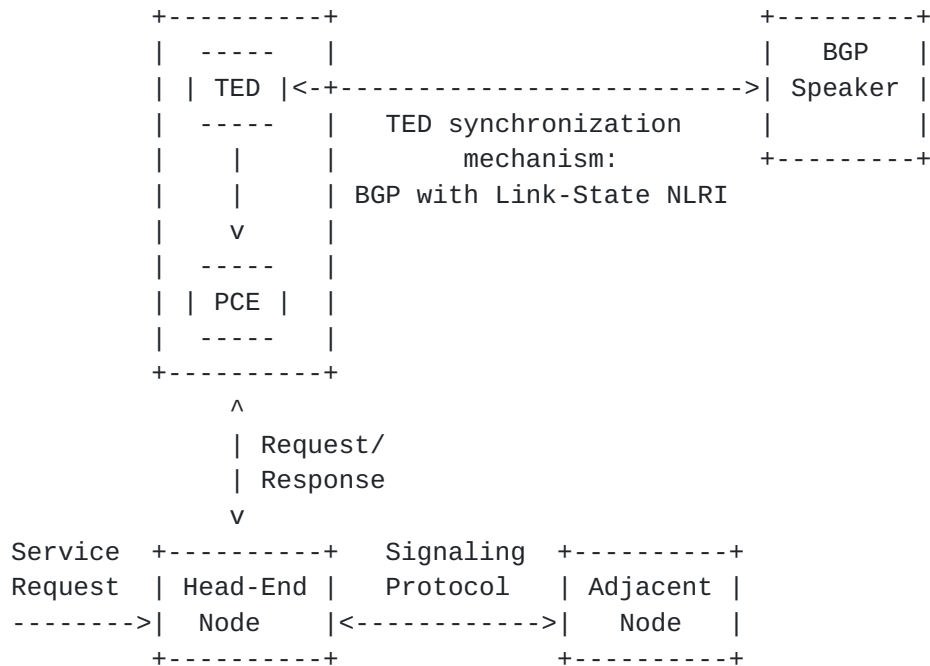 BGP
TED Speaker
TED synchronization
mechanism:
BGP with Link-State NLRI
v
PCE
^
Request/
Response
v
Service Signaling
Request Head-End Protocol Adjacent
Node Node